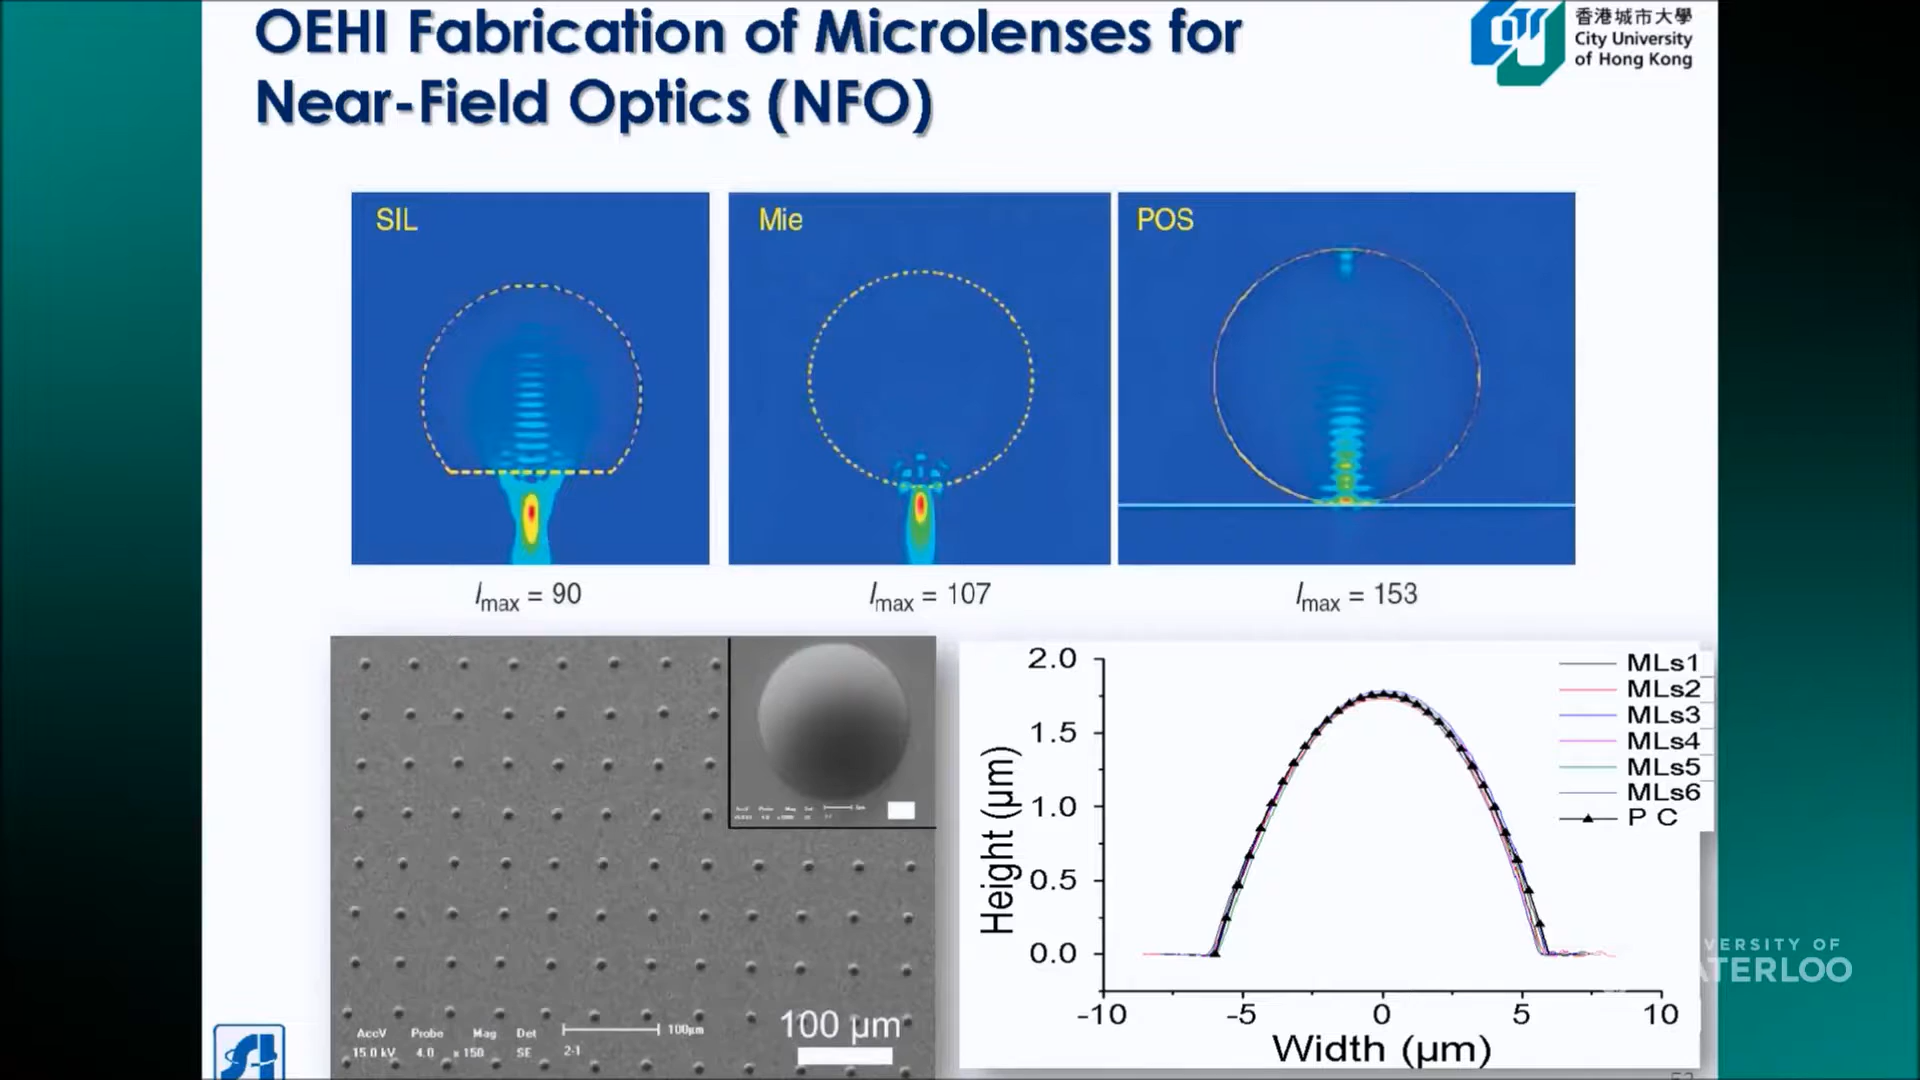 OEHI Fabrication of Microlenses for
Near-Field Optics (NFO)
香港城市大學
City University
of Hong Kong
CityU
SIL
Mie
POS
Imax = 90
Imax = 107
Imax = 153
AccV Probe Mag Det
15.0 kV 4.0 x 150 SE 2-1
100µm
100 µm
2.0
1.5
1.0
0.5
0.0
Height (µm)
-10 -5 0 5 10
Width (µm)
MLs1
MLs2
MLs3
MLs4
MLs5
MLs6
P C
VERSITY OF
ATERLOO